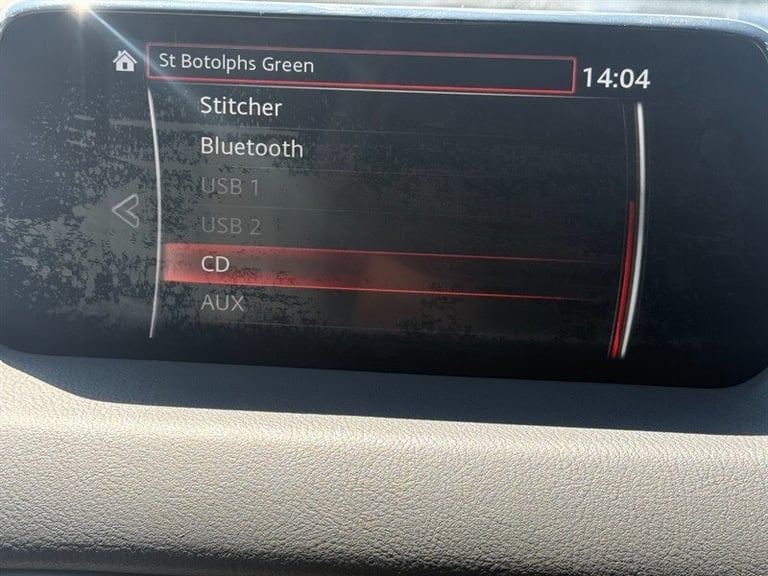 St Botolphs Green
14:04
Stitcher
Bluetooth
USB 1
USB 2
CD
AUX